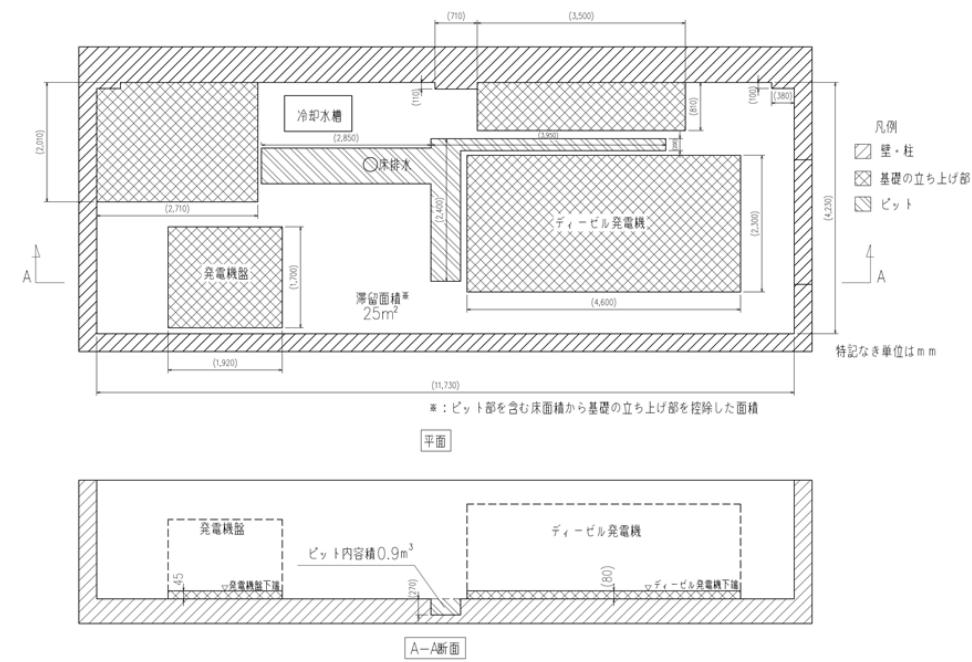 (710)
(3,500)
(110)
(810)
(100)
(380)
冷却水槽
(2,010)
(2,850)
(3,950)
床排水
凡例
壁・柱
基礎の立ち上げ部
ピット
(2,710)
(2,400)
ディーゼル発電機
(2,300)
(4,230)
A
発電機盤
(1,700)
滞留面積※
25m²
(4,600)
A
(1,920)
特記なき単位はmm
(11,730)
※：ピット部を含む床面積から基礎の立ち上げ部を控除した面積
平面
発電機盤
ディーゼル発電機
ピット内容積0.9m³
45
▽発電機盤下端
(270)
(80)
▽ディーゼル発電機下端
A－A断面